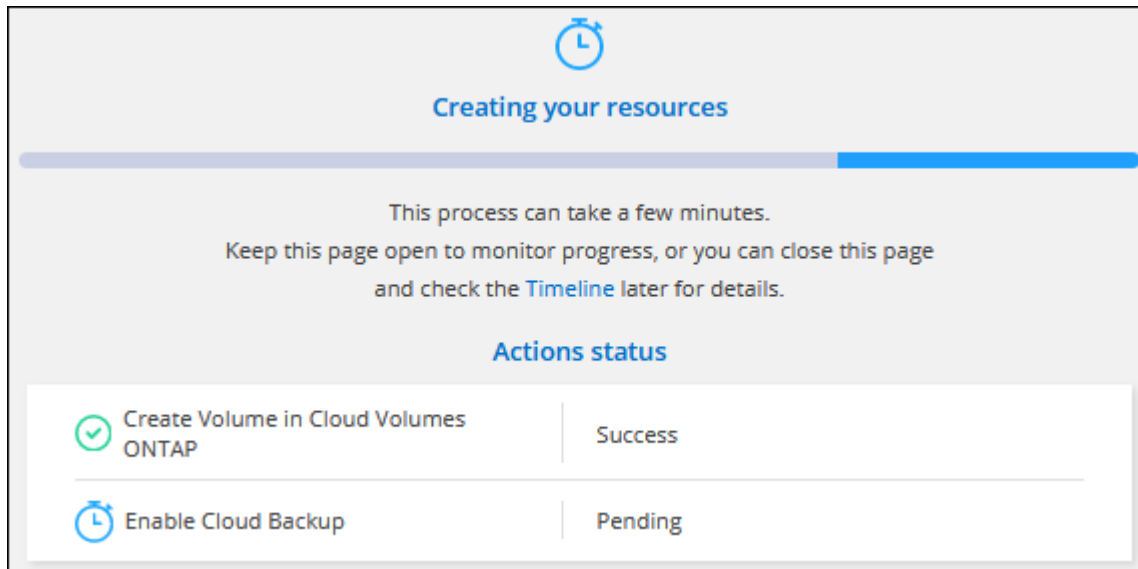 Creating your resources
This process can take a few minutes.
Keep this page open to monitor progress, or you can close this page
and check the Timeline later for details.
Actions status
Create Volume in Cloud Volumes
ONTAP
Success
Enable Cloud Backup
Pending